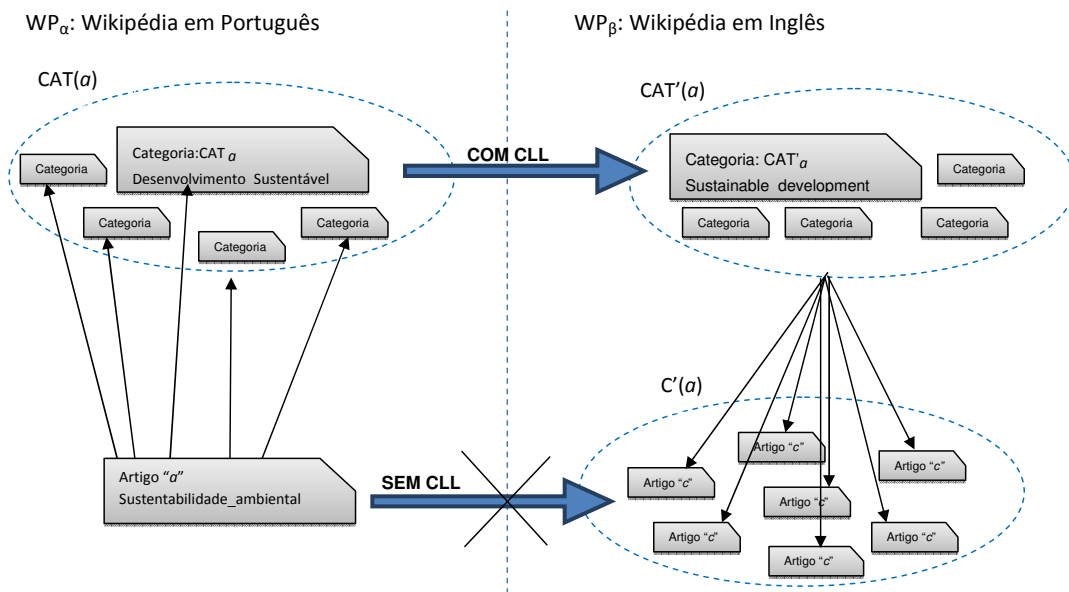 WPα: Wikipédia em Português
WPβ: Wikipédia em Inglês
CAT(a)
CAT’(a)
Categoria:CAT a
Desenvolvimento Sustentável
Categoria
Categoria
Categoria
Categoria
COM CLL
Categoria: CAT’a
Sustainable development
Categoria
Categoria
Categoria
Categoria
C’(a)
Artigo “a”
Sustentabilidade_ambiental
SEM CLL
Artigo “c”
Artigo “c”
Artigo “c”
Artigo “c”
Artigo “c”
Artigo “c”
Artigo “c”